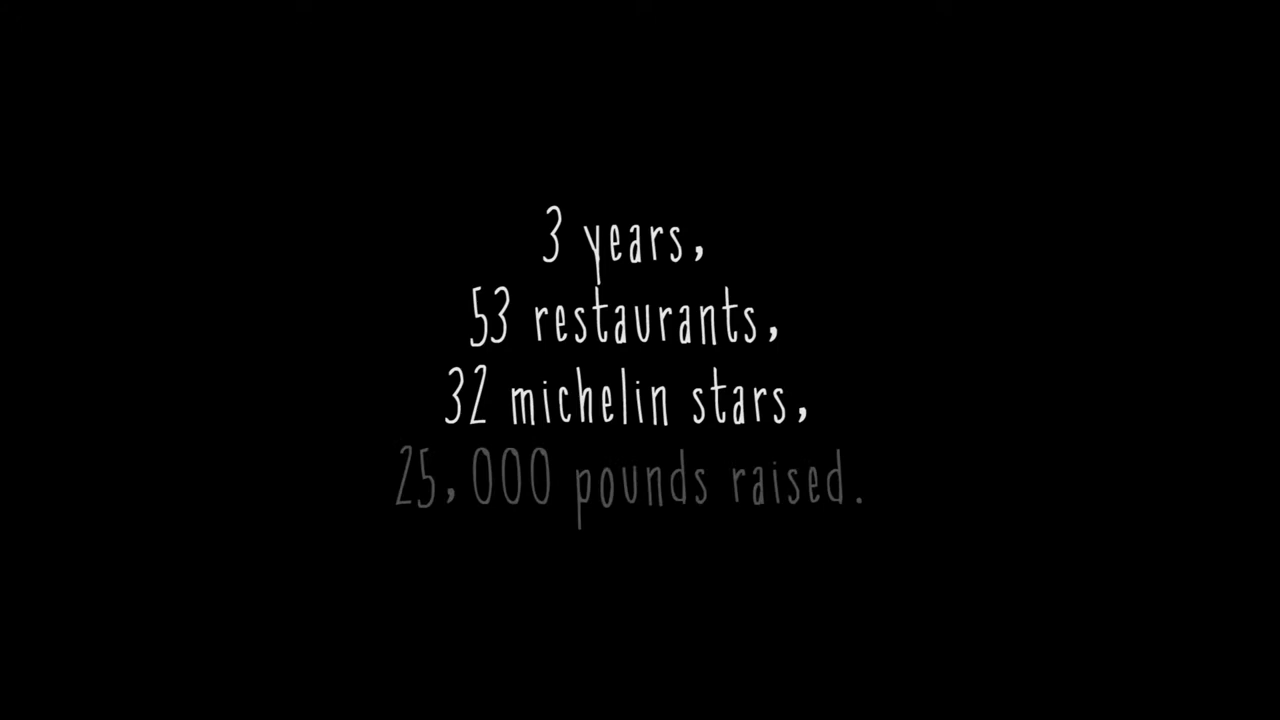 3 years,
53 restaurants,
32 michelin stars,
25,000 pounds raised.